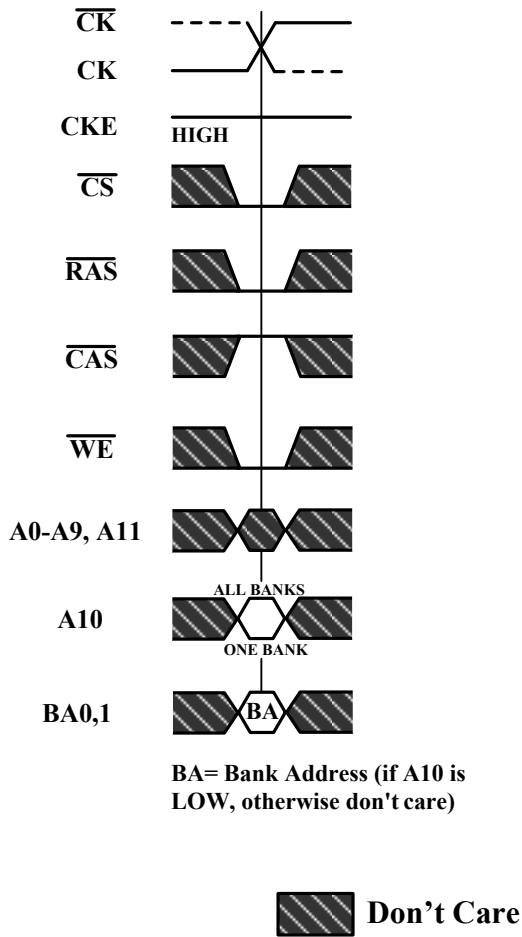 CK
CK
CKE
HIGH
CS
RAS
CAS
WE
A0-A9, A11
ALL BANKS
A10
ONE BANK
BA0,1
BA
BA= Bank Address (if A10 is
LOW, otherwise don't care)
Don't Care